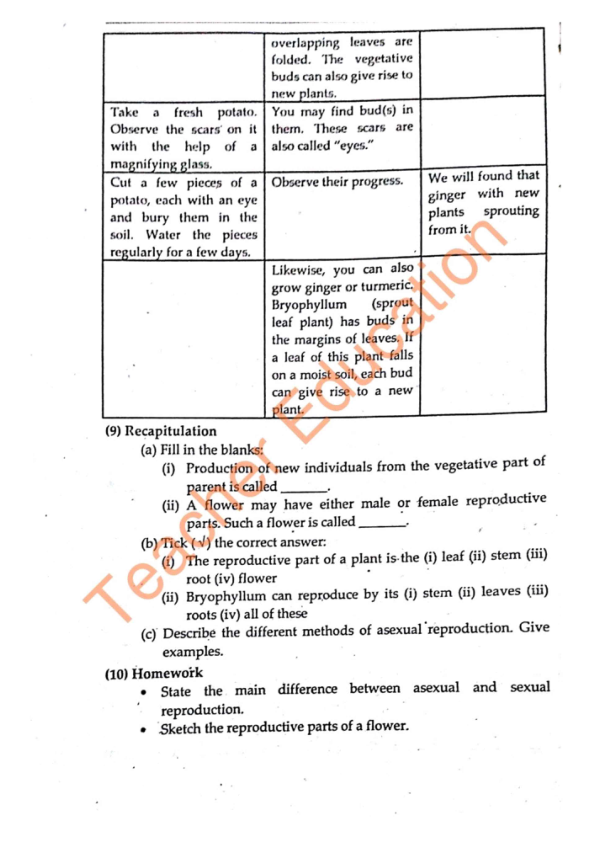 overlapping leaves are
folded. The vegetative
buds can also give rise to
new plants.
Take a fresh potato.
Observe the scars on it
with the help of a
magnifying glass.
You may find bud(s) in
them. These scars are
also called "eyes."
Cut a few pieces of a
potato, each with an eye
and bury them in the
soil. Water the pieces
regularly for a few days.
Observe their progress.
We will found that
ginger with new
plants sprouting
from it.
Likewise, you can also
grow ginger or turmeric.
Bryophyllum (sprout
leaf plant) has buds in
the margins of leaves. If
a leaf of this plant falls
on a moist soil, each bud
can give rise to a new
plant.
(9) Recapitulation
(a) Fill in the blanks:
(i) Production of new individuals from the vegetative part of
parent is called ______.
(ii) A flower may have either male or female reproductive
parts. Such a flower is called ______.
(b) Tick (√) the correct answer:
(i) The reproductive part of a plant is the (i) leaf (ii) stem (iii)
root (iv) flower
(ii) Bryophyllum can reproduce by its (i) stem (ii) leaves (iii)
roots (iv) all of these
(c) Describe the different methods of asexual reproduction. Give
examples.
(10) Homework
• State the main difference between asexual and sexual
reproduction.
• Sketch the reproductive parts of a flower.
Teacher Education